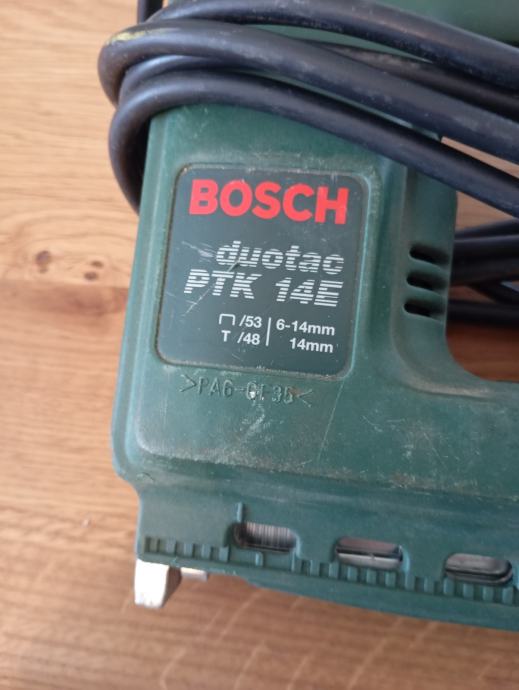 BOSCH
duotac
PTK 14E
⊓ /53 | 6-14mm
T /48 | 14mm
>PA6-GF35<